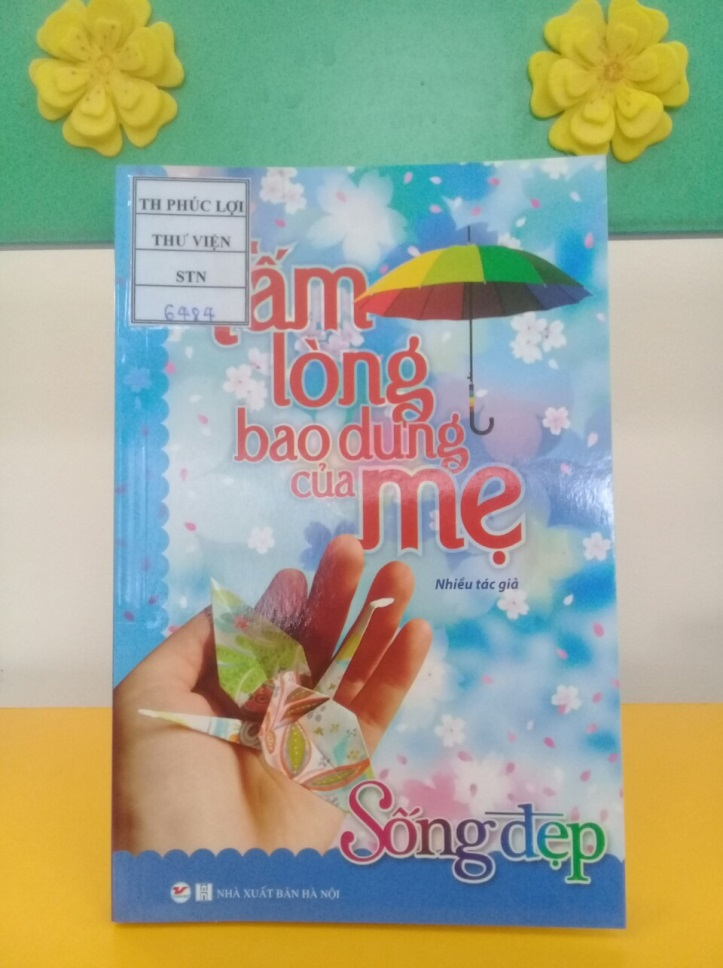 TH PHÚC LỢI
THƯ VIỆN
STN
6484
Tấm
lòng
bao dung
của mẹ
Nhiều tác giả
Sống đẹp
NHÀ XUẤT BẢN HÀ NỘI